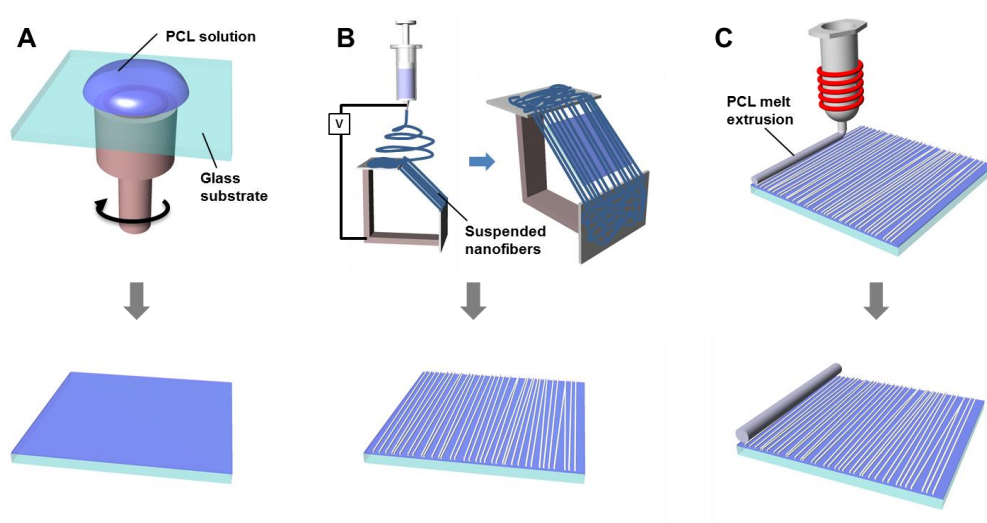 A
PCL solution
Glass
substrate
B
V
Suspended
nanofibers
C
PCL melt
extrusion